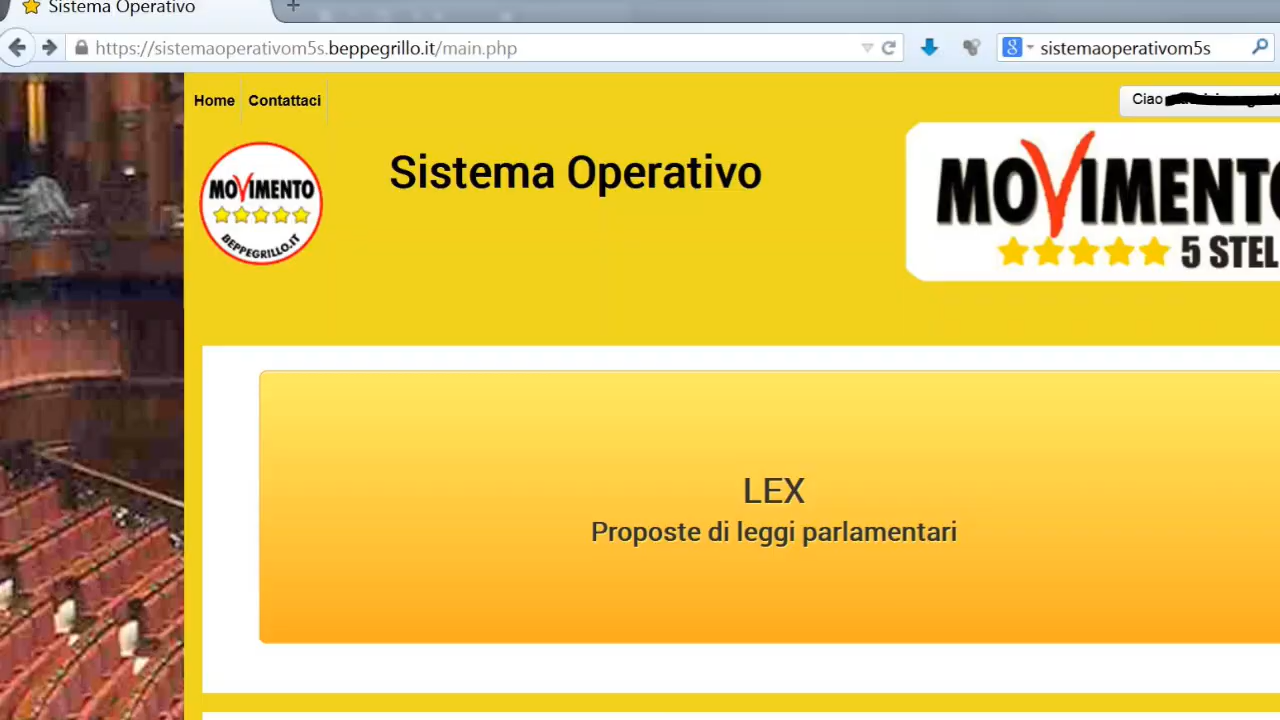 Sistema Operativo
https://sistemaoperativom5s.beppegrillo.it/main.php
sistemaoperativom5s
Home
Contattaci
Ciao
MOVIMENTO
BEPPEGRILLO.IT
Sistema Operativo
MOVIMENTO
5 STEL
LEX
Proposte di leggi parlamentari